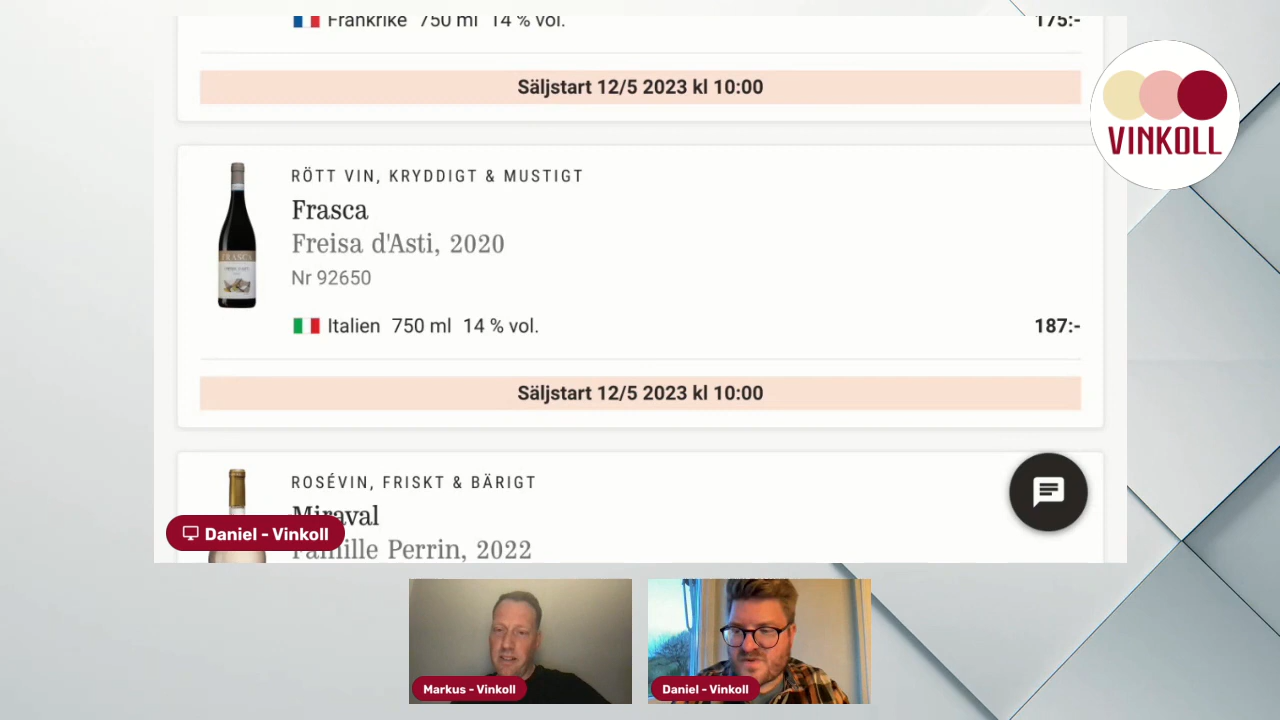 Frankrike 750 ml 14 % vol.
175:-
Säljstart 12/5 2023 kl 10:00
VINKOLL
RÖTT VIN, KRYDDIGT & MUSTIGT
Frasca
Freisa d'Asti, 2020
Nr 92650
FRASCA
Italien 750 ml 14 % vol.
187:-
Säljstart 12/5 2023 kl 10:00
ROSÉVIN, FRISKT & BÄRIGT
Miraval
Famille Perrin, 2022
Daniel - Vinkoll
Markus - Vinkoll
Daniel - Vinkoll